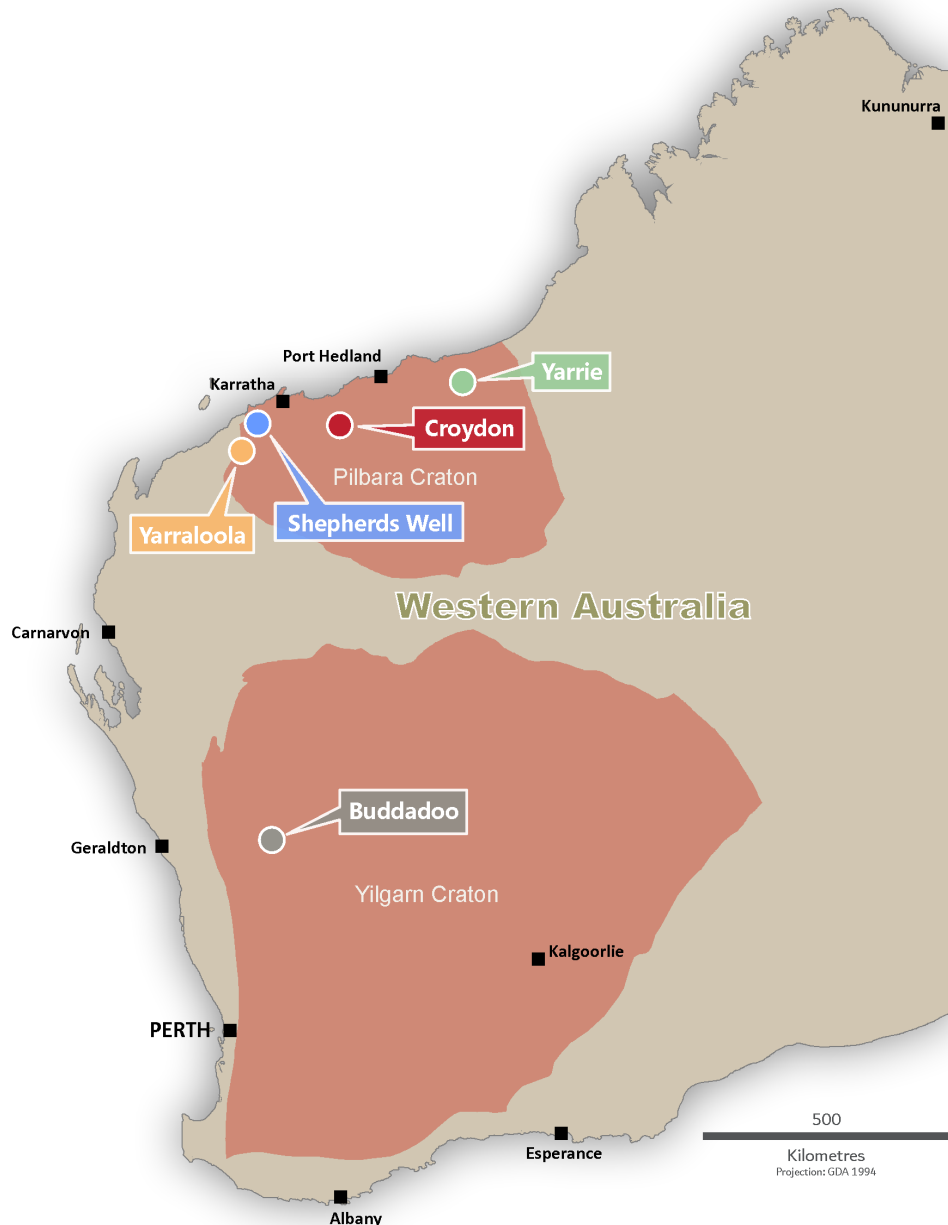 Kununurra
Port Hedland
Yarrie
Karratha
Croydon
Pilbara Craton
Shepherds Well
Yarraloola
Western Australia
Carnarvon
Buddadoo
Geraldton
Yilgarn Craton
Kalgoorlie
PERTH
500
Kilometres
Projection: GDA 1994
Esperance
Albany